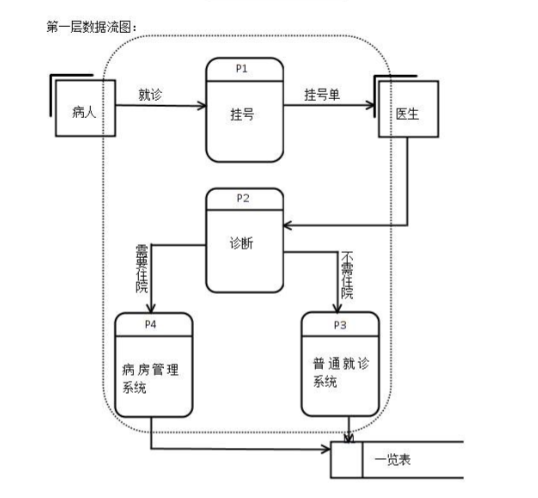 第一层数据流图：
P1
就诊
挂号单
病人
挂号
医生
P2
诊断
需要住院
不需住院
P4
P3
病房管理
系统
普通就诊
系统
一览表